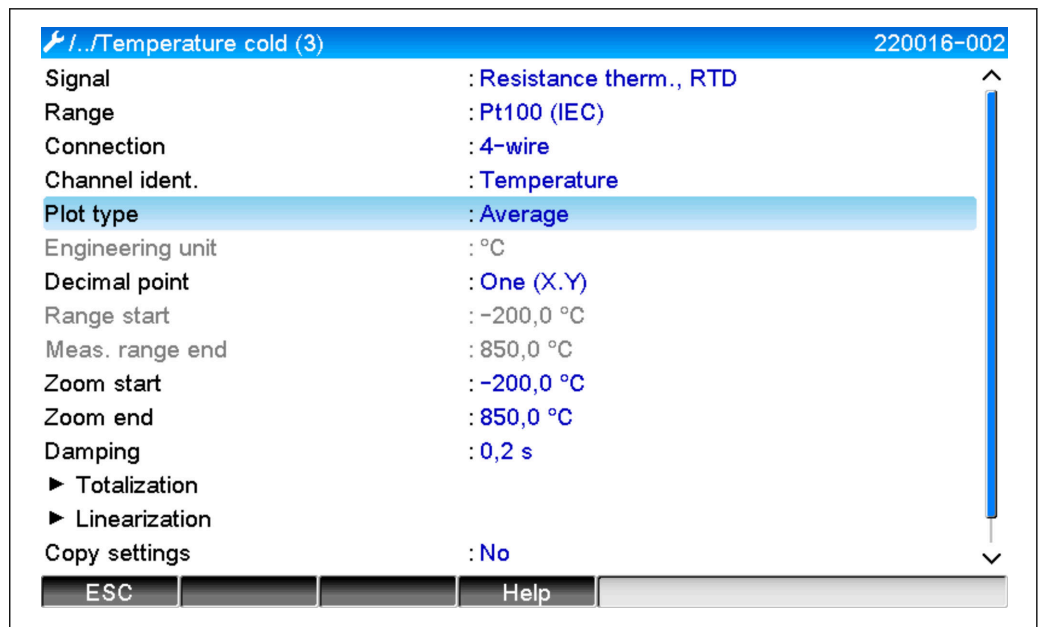 /../Temperature cold (3) 220016-002
Signal : Resistance therm., RTD
Range : Pt100 (IEC)
Connection : 4-wire
Channel ident. : Temperature
Plot type : Average
Engineering unit : °C
Decimal point : One (X.Y)
Range start : -200,0 °C
Meas. range end : 850,0 °C
Zoom start : -200,0 °C
Zoom end : 850,0 °C
Damping : 0,2 s
► Totalization
► Linearization
Copy settings : No
ESC Help